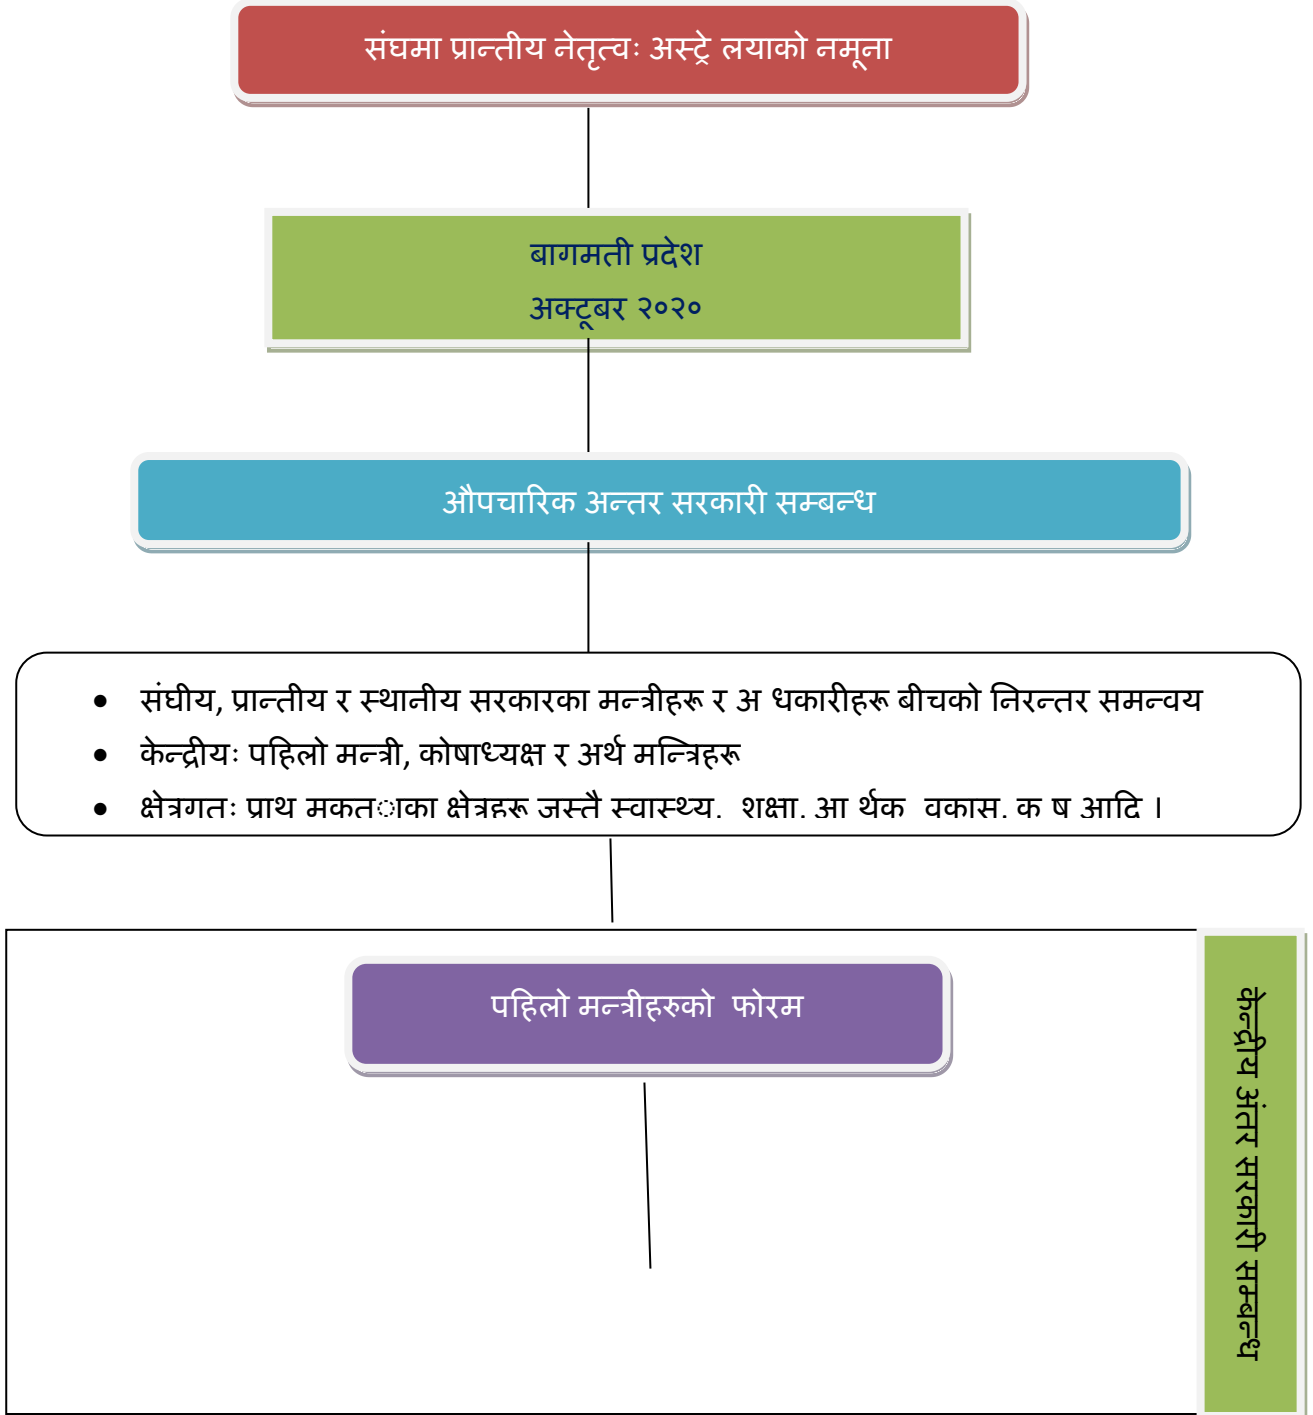 संघमा प्रान्तीय नेतृत्वः अस्ट्रे लयाको नमूना
बागमती प्रदेश
अक्टूबर २०२०
औपचारिक अन्तर सरकारी सम्बन्ध
• संघीय, प्रान्तीय र स्थानीय सरकारका मन्त्रीहरू र अ धकारीहरू बीचको निरन्तर समन्वय
• केन्द्रीयः पहिलो मन्त्री, कोषाध्यक्ष र अर्थ मन्त्रिहरू
• क्षेत्रगतः प्राथ मकत◌ाका क्षेत्रहरू जस्तै स्वास्थ्य, शक्षा, आ र्थक वकास, क ष आदि ।
पहिलो मन्त्रीहरुको फोरम
केन्द्रीय अंतर सरकारी सम्बन्ध